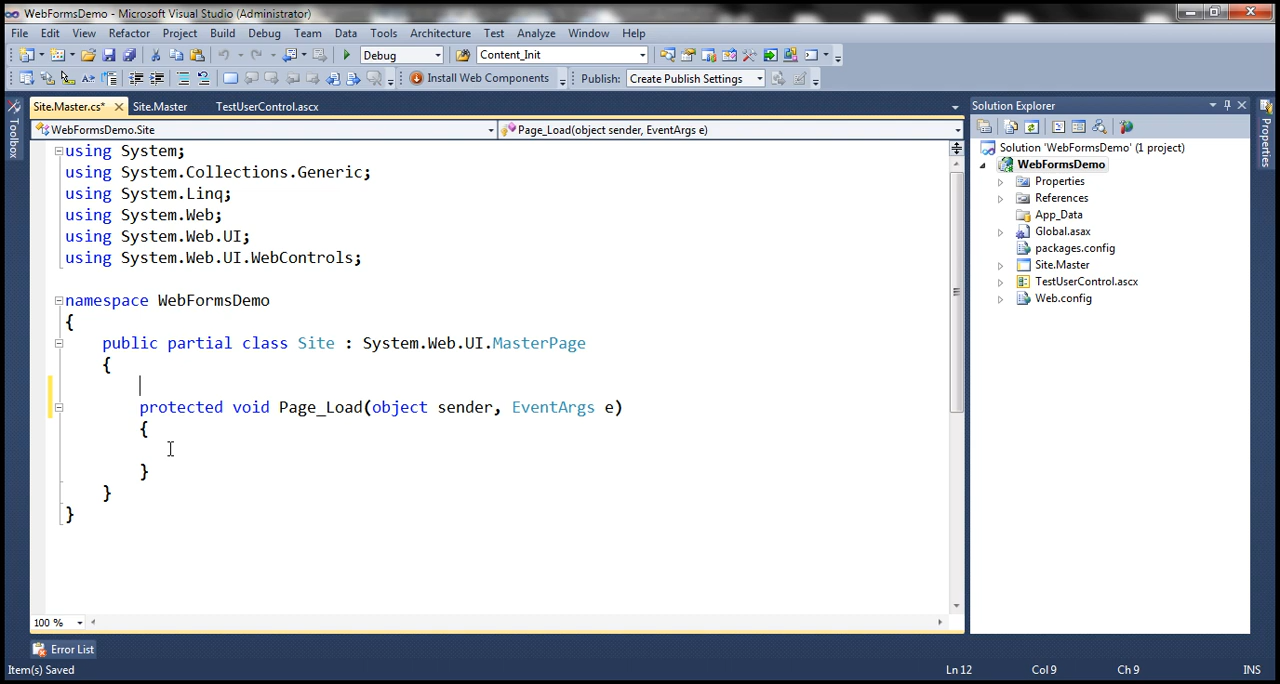 WebFormsDemo - Microsoft Visual Studio (Administrator)
File Edit View Refactor Project Build Debug Team Data Tools Architecture Test Analyze Window Help
Debug Content_Init
Install Web Components Publish: Create Publish Settings
Site.Master.cs* Site.Master TestUserControl.ascx
WebFormsDemo.Site Page_Load(object sender, EventArgs e)
using System;
using System.Collections.Generic;
using System.Linq;
using System.Web;
using System.Web.UI;
using System.Web.UI.WebControls;
namespace WebFormsDemo
{
public partial class Site : System.Web.UI.MasterPage
{
protected void Page_Load(object sender, EventArgs e)
{
}
}
}
100 %
Toolbox
Solution Explorer
Solution 'WebFormsDemo' (1 project)
WebFormsDemo
Properties
References
App_Data
Global.asax
packages.config
Site.Master
TestUserControl.ascx
Web.config
Properties
Error List
Item(s) Saved Ln 12 Col 9 Ch 9 INS